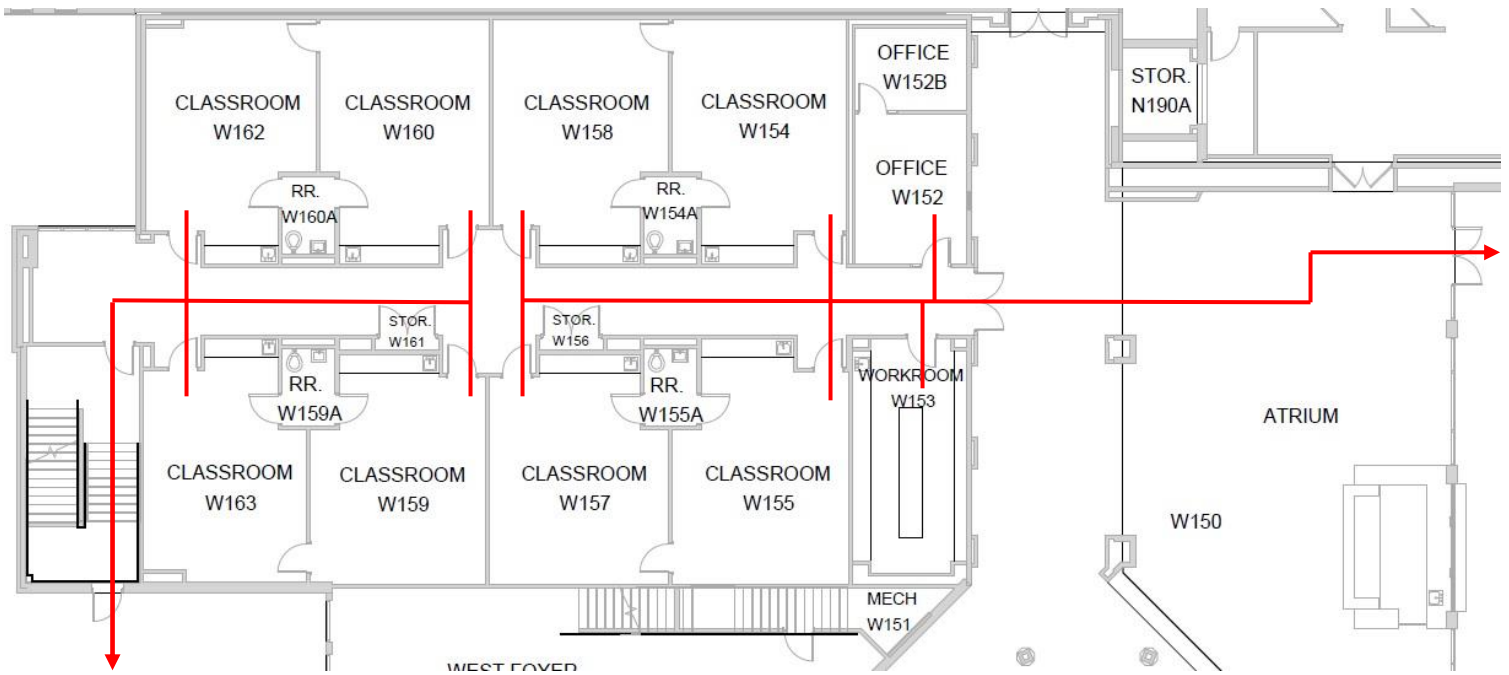 CLASSROOM
W162
CLASSROOM
W160
CLASSROOM
W158
CLASSROOM
W154
OFFICE
W152B
STOR.
N190A
OFFICE
W152
RR.
W160A
RR.
W154A
STOR.
W161
STOR.
W156
RR.
W159A
RR.
W155A
WORKROOM
W153
CLASSROOM
W163
CLASSROOM
W159
CLASSROOM
W157
CLASSROOM
W155
ATRIUM
W150
MECH
W151
WEST FOYER